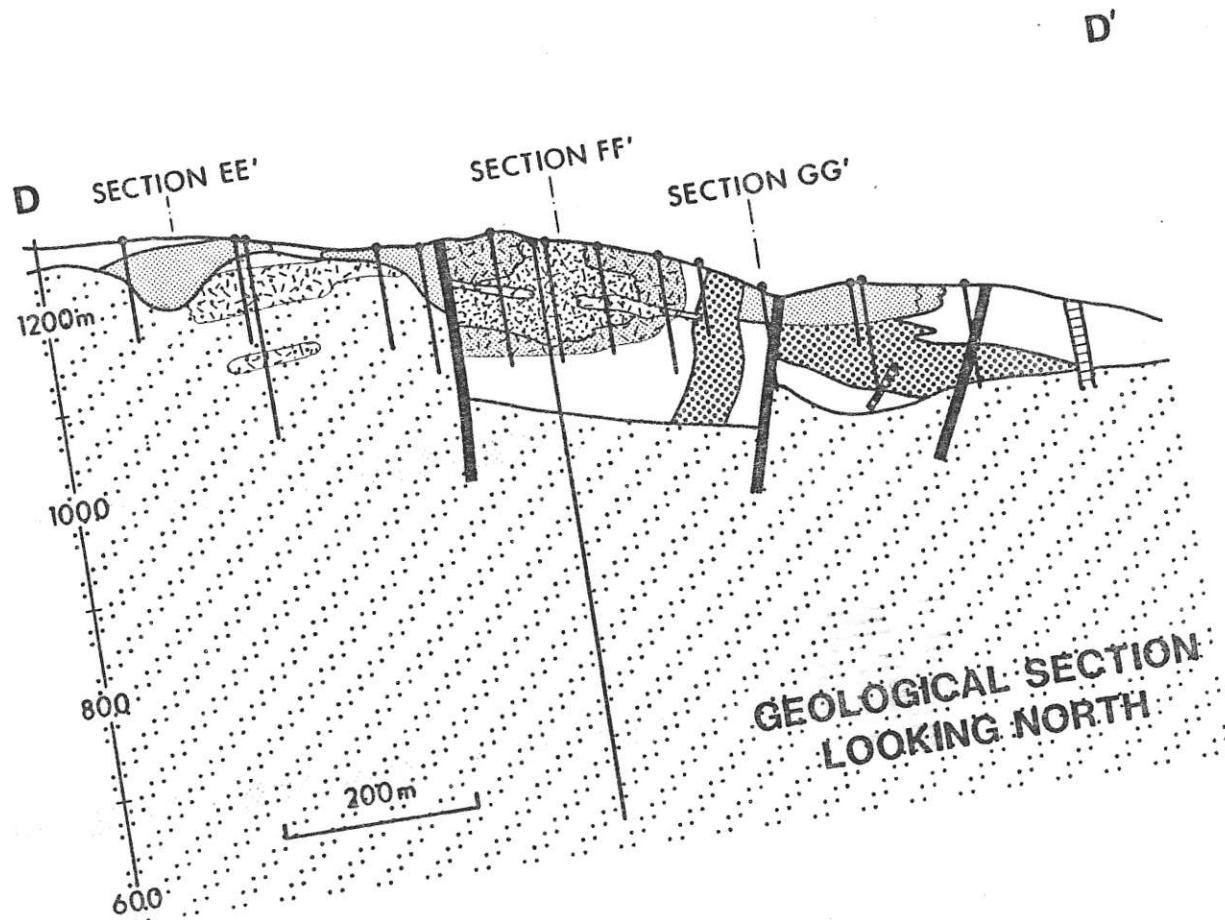 D'
D
SECTION EE'
SECTION FF'
SECTION GG'
1200m
1000
800
600
200m
GEOLOGICAL SECTION
LOOKING NORTH